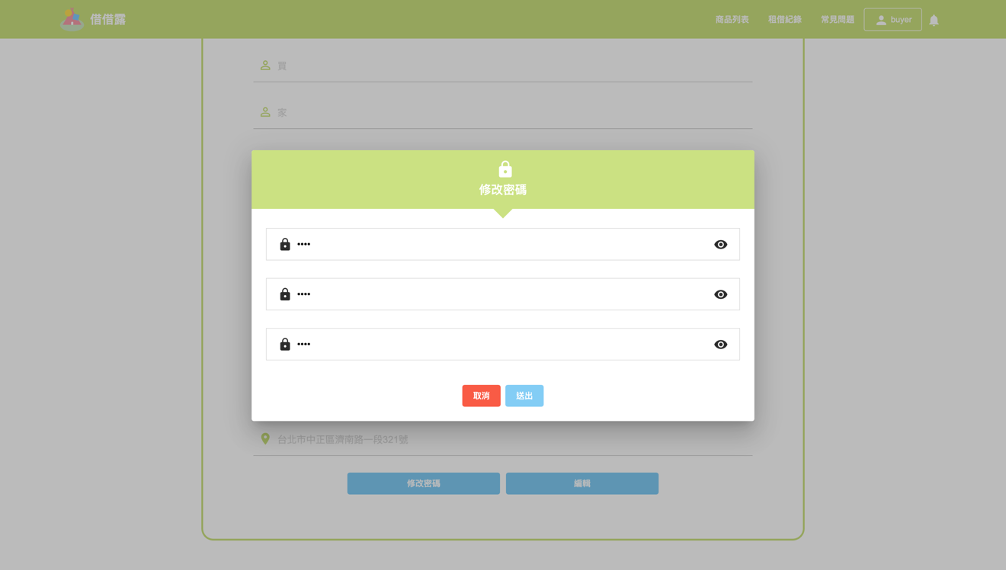 借借露
商品列表 租借紀錄 常見問題 buyer
買
家
修改密碼
••••
••••
••••
取消 送出
台北市中正區濟南路一段321號
修改密碼 編輯